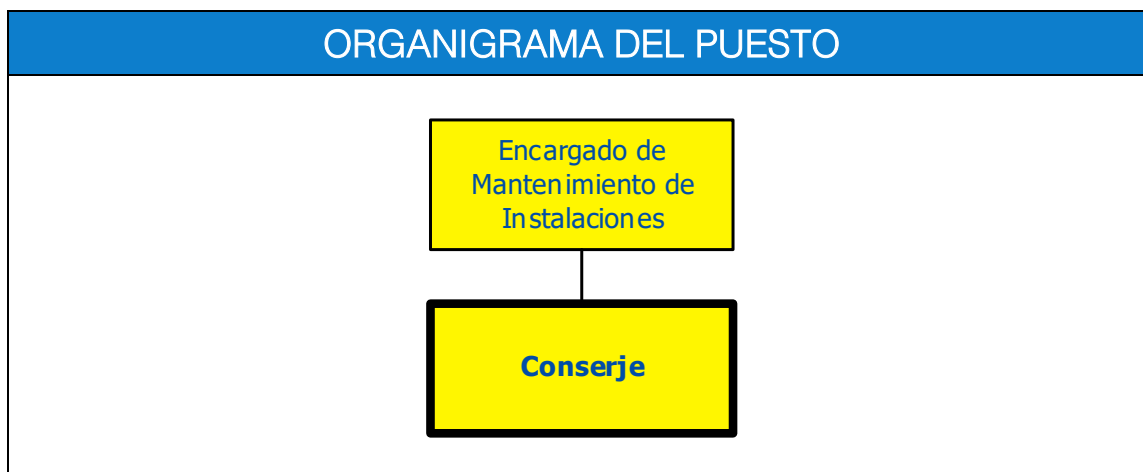 ORGANIGRAMA DEL PUESTO
Encargado de
Mantenimiento de
Instalaciones
Conserje